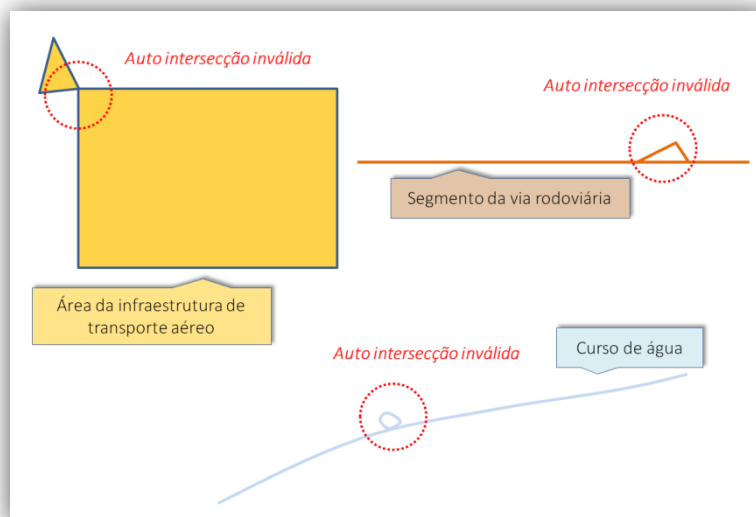 Auto intersecção inválida
Auto intersecção inválida
Segmento da via rodoviária
Área da infraestrutura de
transporte aéreo
Auto intersecção inválida
Curso de água